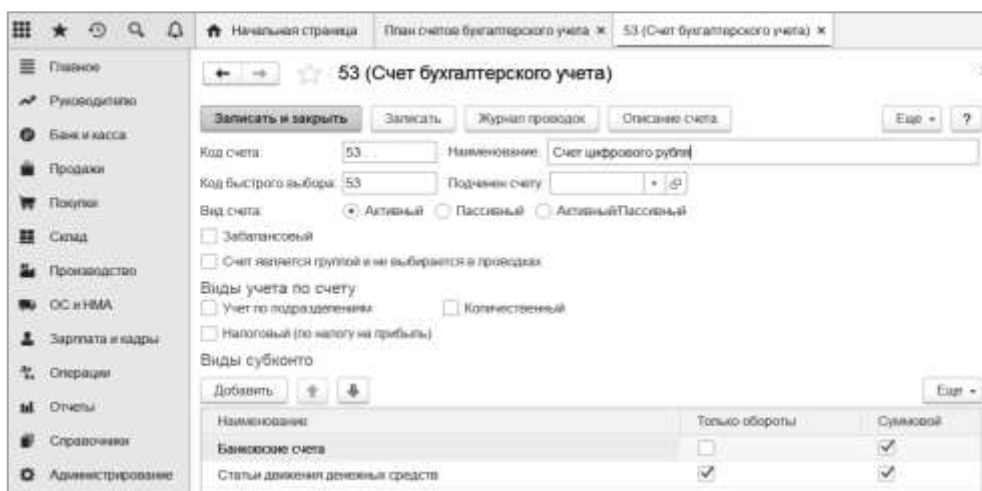 Начальная страница План счетов бухгалтерского учета × 53 (Счет бухгалтерского учета) ×
Главное
Руководителю
Банк и касса
Продажи
Покупки
Склад
Производство
ОС и НМА
Зарплата и кадры
Операции
Отчеты
Справочники
Администрирование
53 (Счет бухгалтерского учета)
Записать и закрыть Записать Журнал проводок Описание счета Еще ?
Код счета: 53. . Наименование: Счет цифрового рубля
Код быстрого выбора: 53 Подчинен счету:
Вид счета: Активный Пассивный Активный/Пассивный
Забалансовый
Счет является группой и не выбирается в проводках
Виды учета по счету
Учет по подразделениям Количественный
Налоговый (по налогу на прибыль)
Виды субконто
Добавить Еще
Наименование Только обороты Суммовой
Банковские счета
Статьи движения денежных средств